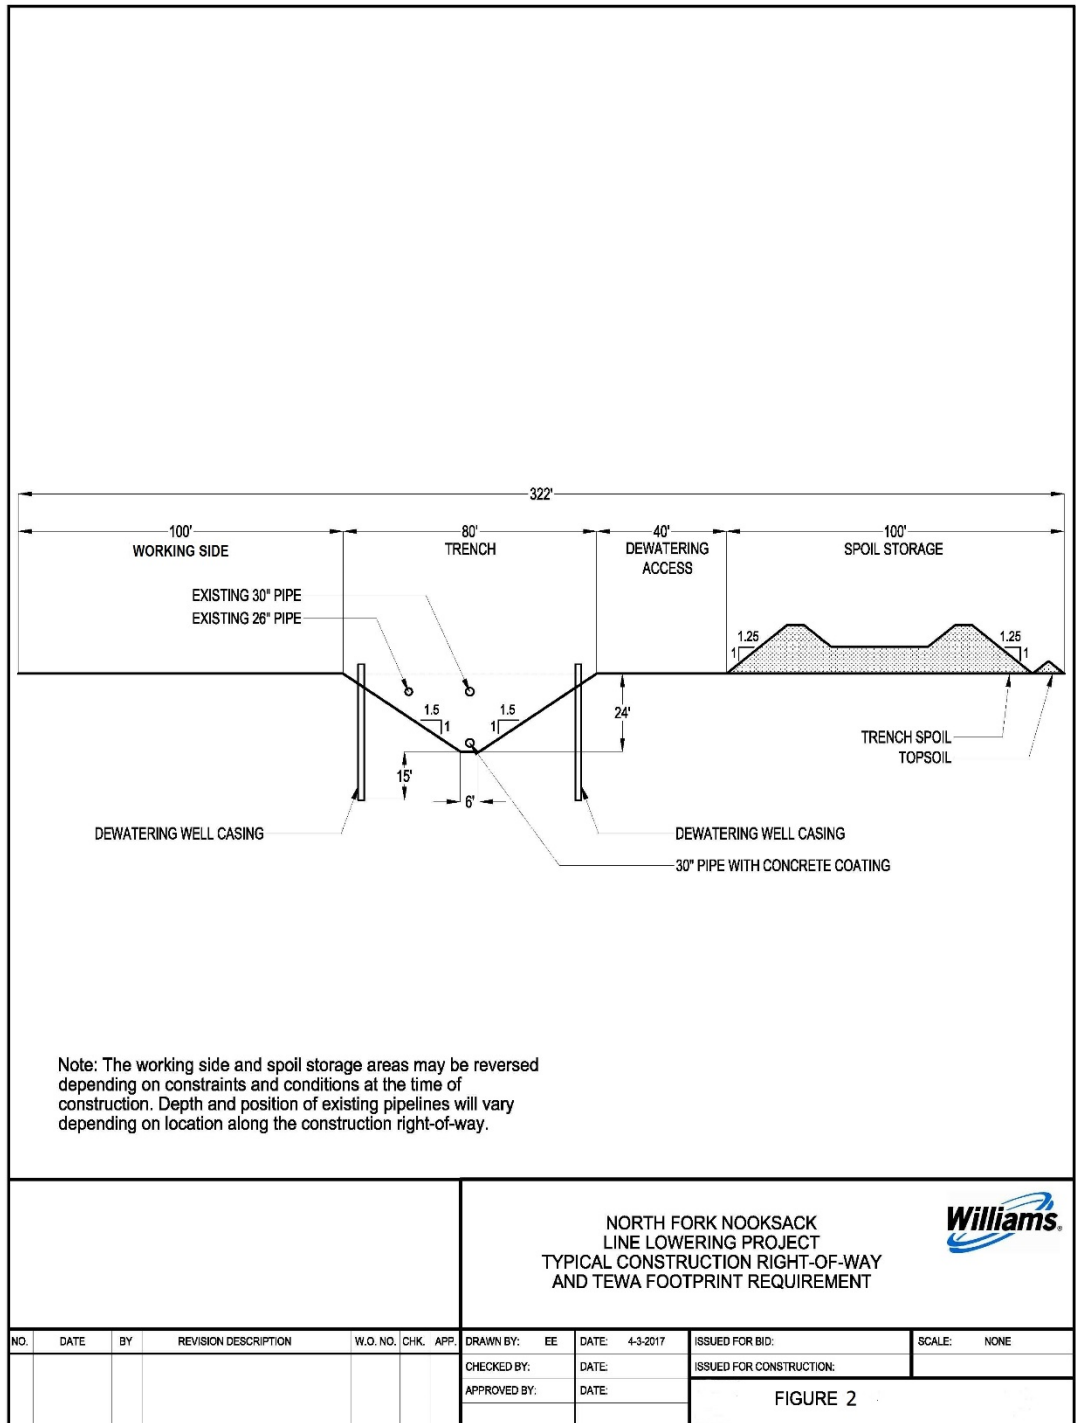 322'
100'
WORKING SIDE
80'
TRENCH
40'
DEWATERING
ACCESS
100'
SPOIL STORAGE
EXISTING 30" PIPE
EXISTING 26" PIPE
1.25
1
1.25
1
1.5
1
1.5
1
24'
TRENCH SPOIL
TOPSOIL
15'
6'
DEWATERING WELL CASING
DEWATERING WELL CASING
30" PIPE WITH CONCRETE COATING
Note: The working side and spoil storage areas may be reversed
depending on constraints and conditions at the time of
construction. Depth and position of existing pipelines will vary
depending on location along the construction right-of-way.
NORTH FORK NOOKSACK
LINE LOWERING PROJECT
TYPICAL CONSTRUCTION RIGHT-OF-WAY
AND TEWA FOOTPRINT REQUIREMENT
Williams®
NO. DATE BY REVISION DESCRIPTION W.O. NO. CHK. APP. DRAWN BY: EE DATE: 4-3-2017 ISSUED FOR BID: SCALE: NONE
CHECKED BY: DATE: ISSUED FOR CONSTRUCTION:
APPROVED BY: DATE:
FIGURE 2